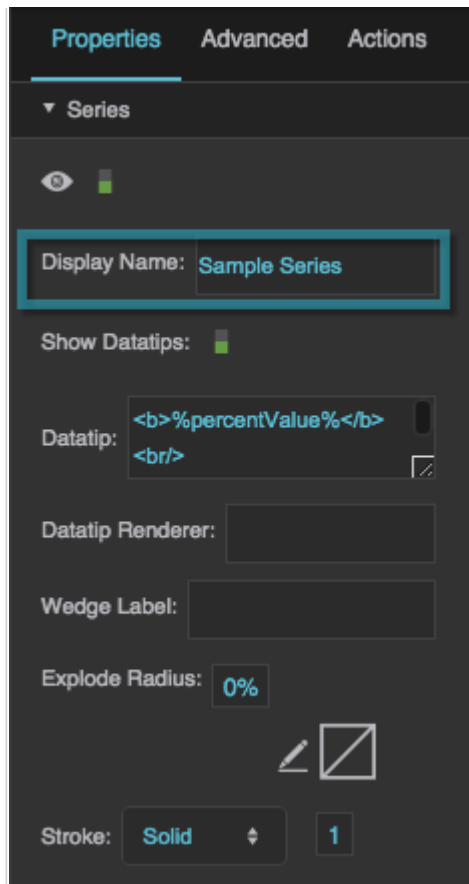 Properties Advanced Actions
Series
Display Name: Sample Series
Show Datatips:
Datatip: <b>%percentValue%</b>
<br/>
Datatip Renderer:
Wedge Label:
Explode Radius: 0%
Stroke: Solid 1